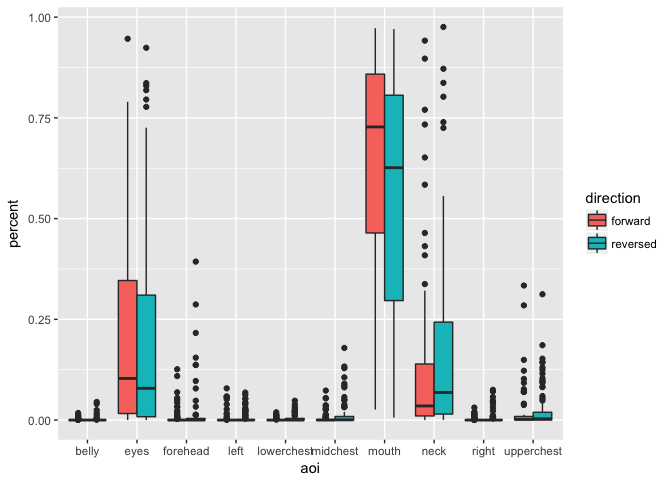 1.00
0.75
0.50
0.25
0.00
percent
belly eyes forehead left lowerchest midchest mouth neck right upperchest
aoi
direction
forward
reversed